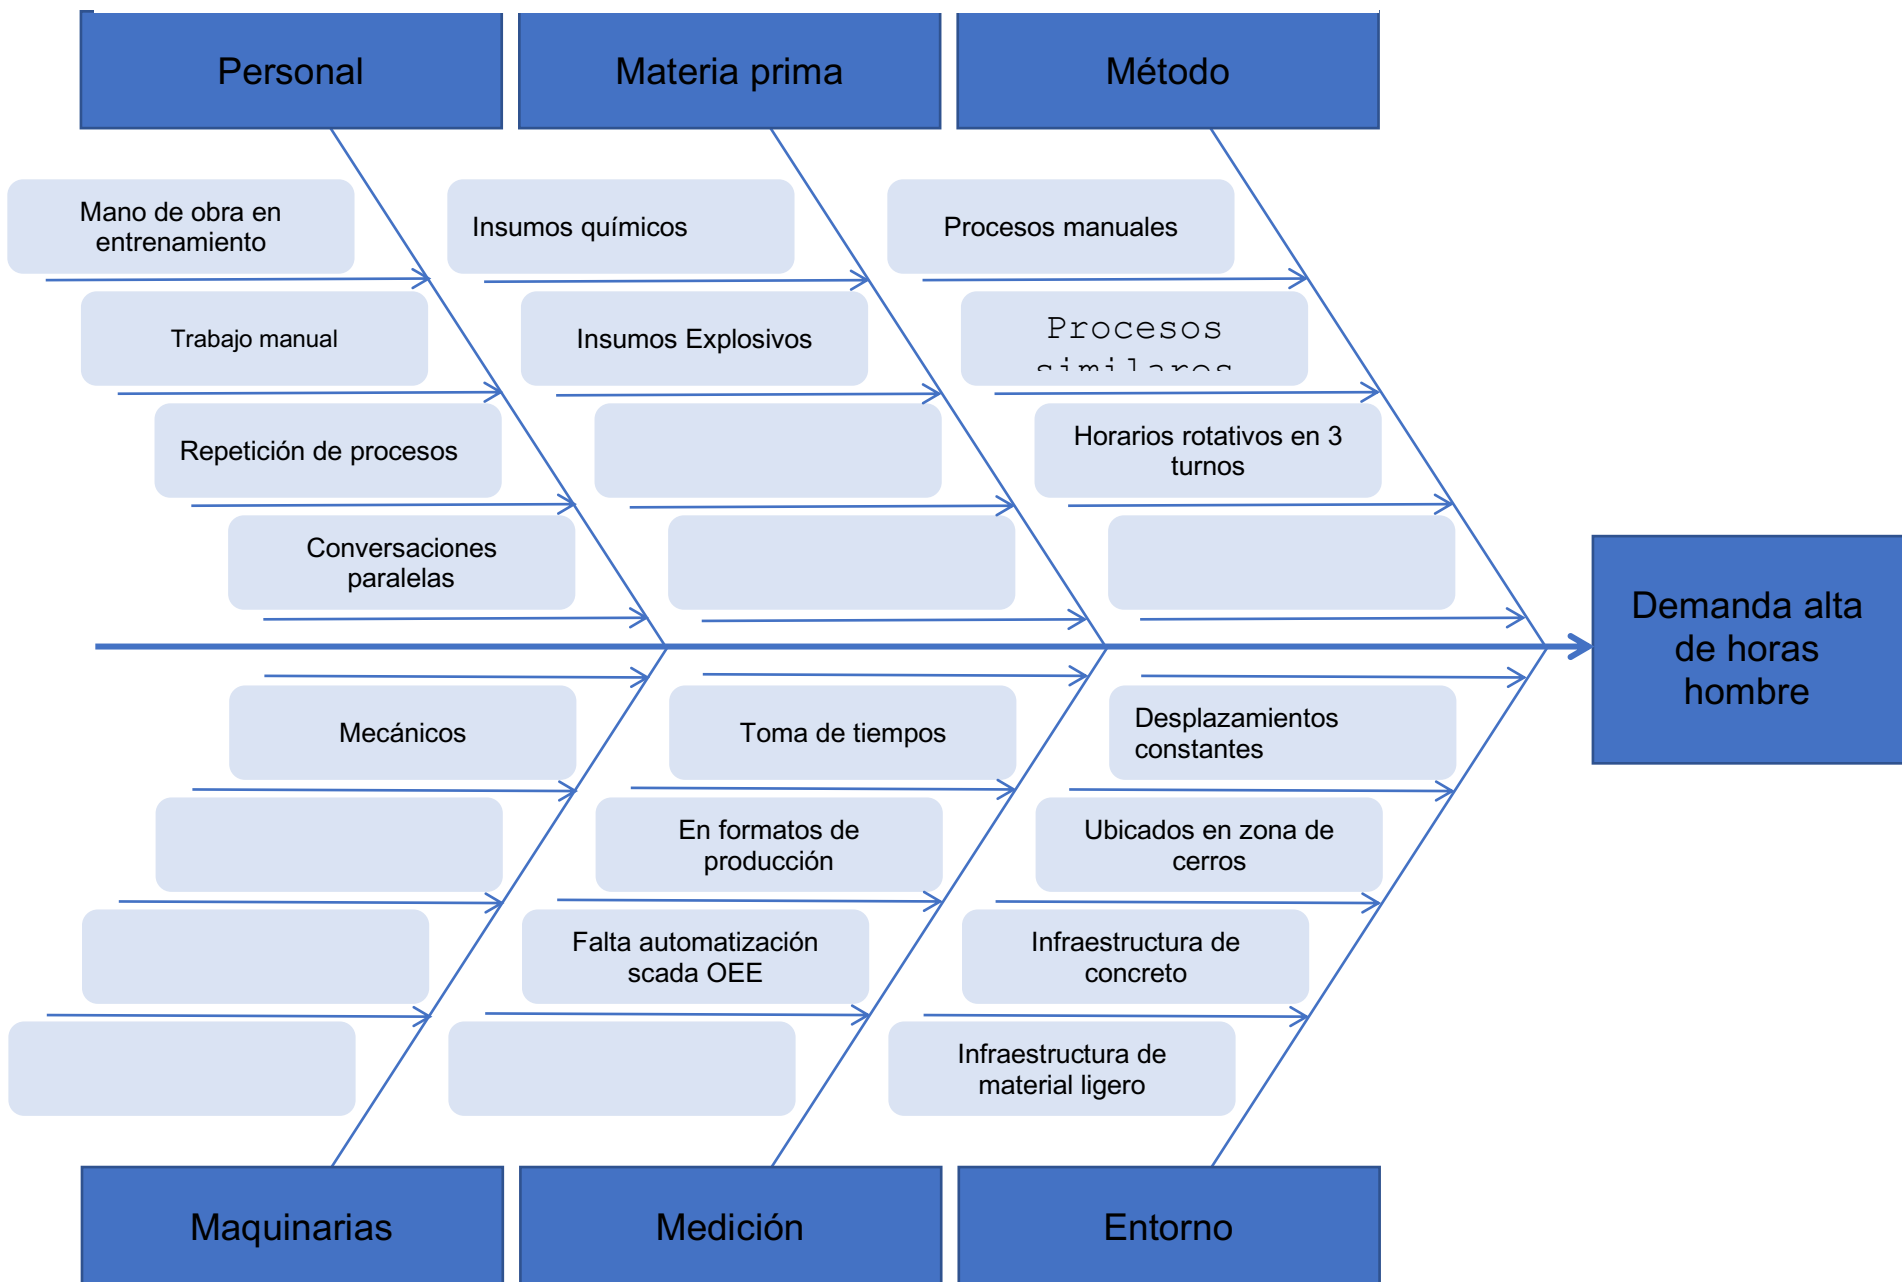 Personal
Materia prima
Método
Mano de obra en
entrenamiento
Insumos químicos
Procesos manuales
Trabajo manual
Insumos Explosivos
Procesos
similares
Repetición de procesos
Horarios rotativos en 3
turnos
Conversaciones
paralelas
Demanda alta
de horas
hombre
Mecánicos
Toma de tiempos
Desplazamientos
constantes
En formatos de
producción
Ubicados en zona de
cerros
Falta automatización
scada OEE
Infraestructura de
concreto
Infraestructura de
material ligero
Maquinarias
Medición
Entorno